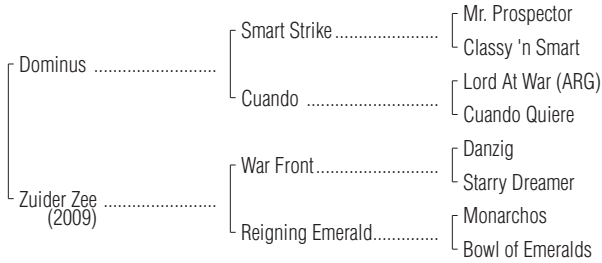 Mr. Prospector
Smart Strike ....................
Classy 'n Smart
Dominus ........................
Lord At War (ARG)
Cuando .........................
Cuando Quiere
Danzig
War Front.......................
Starry Dreamer
Zuider Zee ......................
(2009)
Monarchos
Reigning Emerald.............
Bowl of Emeralds